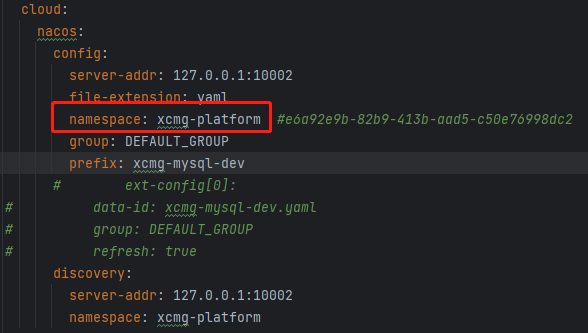 cloud:
nacos:
config:
server-addr: 127.0.0.1:10002
file-extension: yaml
namespace: xcmg-platform #e6a92e9b-82b9-413b-aad5-c50e76998dc2
group: DEFAULT_GROUP
prefix: xcmg-mysql-dev
# ext-config[0]:
# data-id: xcmg-mysql-dev.yaml
# group: DEFAULT_GROUP
# refresh: true
discovery:
server-addr: 127.0.0.1:10002
namespace: xcmg-platform